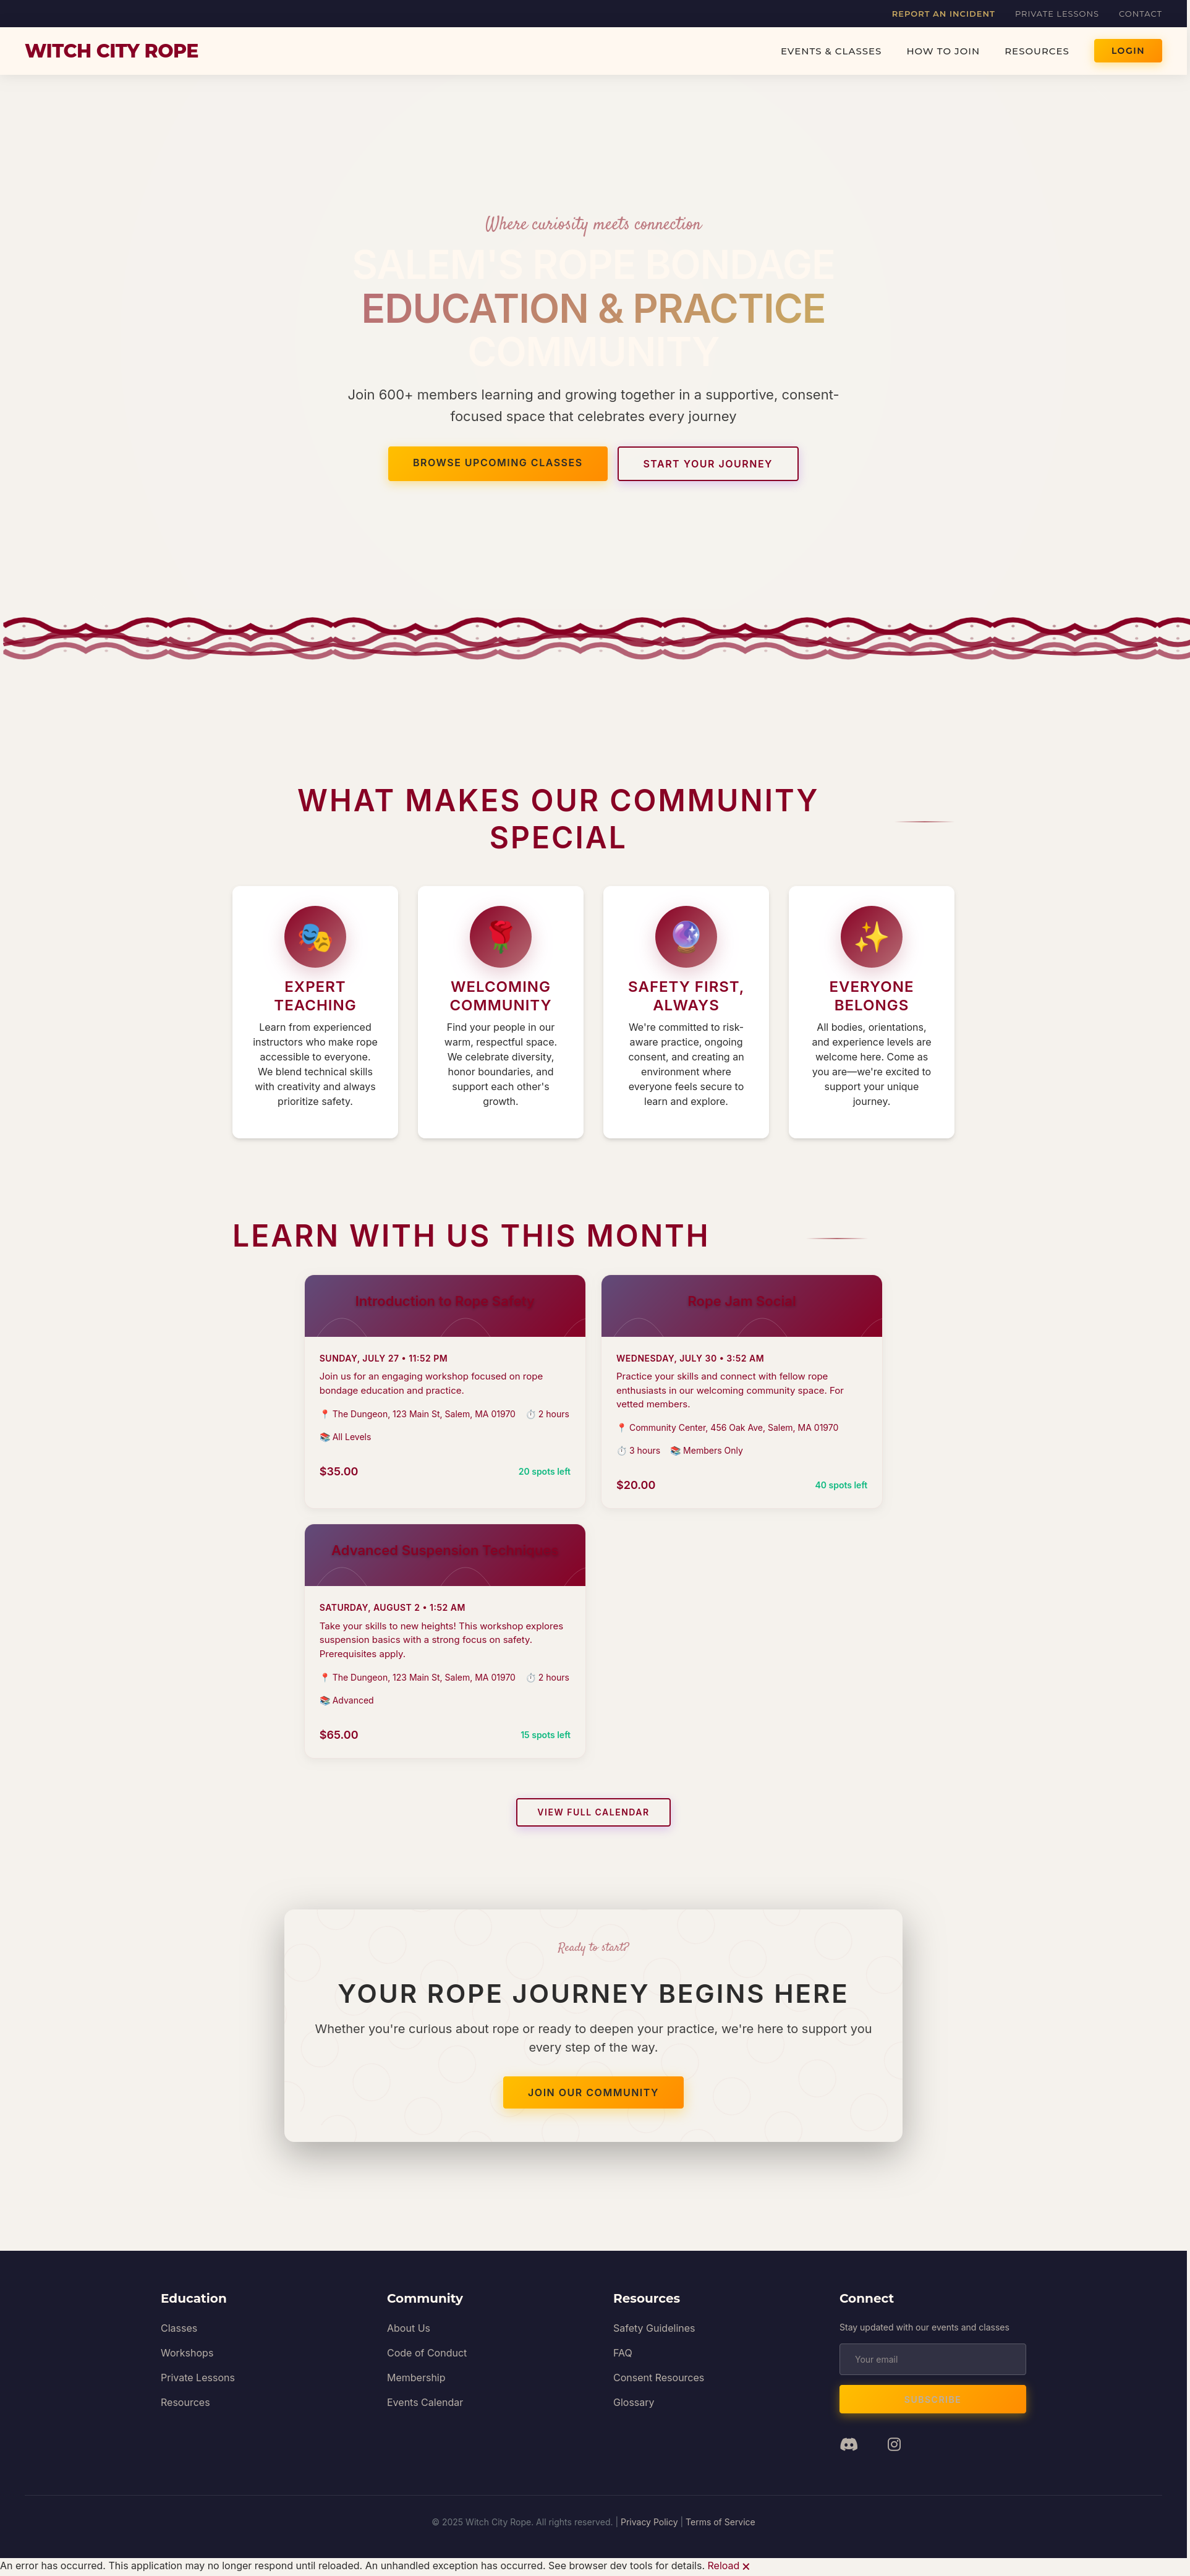 REPORT AN INCIDENT PRIVATE LESSONS CONTACT
WITCH CITY ROPE EVENTS & CLASSES HOW TO JOIN RESOURCES LOGIN
Where curiosity meets connection
SALEM'S ROPE BONDAGE
EDUCATION & PRACTICE
COMMUNITY
Join 600+ members learning and growing together in a supportive, consent-
focused space that celebrates every journey
BROWSE UPCOMING CLASSES START YOUR JOURNEY
WHAT MAKES OUR COMMUNITY
SPECIAL
EXPERT
TEACHING
Learn from experienced
instructors who make rope
accessible to everyone.
We blend technical skills
with creativity and always
prioritize safety.
WELCOMING
COMMUNITY
Find your people in our
warm, respectful space.
We celebrate diversity,
honor boundaries, and
support each other's
growth.
SAFETY FIRST,
ALWAYS
We're committed to risk-
aware practice, ongoing
consent, and creating an
environment where
everyone feels secure to
learn and explore.
EVERYONE
BELONGS
All bodies, orientations,
and experience levels are
welcome here. Come as
you are—we're excited to
support your unique
journey.
LEARN WITH US THIS MONTH
Introduction to Rope Safety
SUNDAY, JULY 27 • 11:52 PM
Join us for an engaging workshop focused on rope
bondage education and practice.
📍 The Dungeon, 123 Main St, Salem, MA 01970 ⏱️ 2 hours
📚 All Levels
$35.00 20 spots left
Rope Jam Social
WEDNESDAY, JULY 30 • 3:52 AM
Practice your skills and connect with fellow rope
enthusiasts in our welcoming community space. For
vetted members.
📍 Community Center, 456 Oak Ave, Salem, MA 01970
⏱️ 3 hours 📚 Members Only
$20.00 40 spots left
Advanced Suspension Techniques
SATURDAY, AUGUST 2 • 1:52 AM
Take your skills to new heights! This workshop explores
suspension basics with a strong focus on safety.
Prerequisites apply.
📍 The Dungeon, 123 Main St, Salem, MA 01970 ⏱️ 2 hours
📚 Advanced
$65.00 15 spots left
VIEW FULL CALENDAR
Ready to start?
YOUR ROPE JOURNEY BEGINS HERE
Whether you're curious about rope or ready to deepen your practice, we're here to support you
every step of the way.
JOIN OUR COMMUNITY
Education
Classes
Workshops
Private Lessons
Resources
Community
About Us
Code of Conduct
Membership
Events Calendar
Resources
Safety Guidelines
FAQ
Consent Resources
Glossary
Connect
Stay updated with our events and classes
Your email
SUBSCRIBE
© 2025 Witch City Rope. All rights reserved. | Privacy Policy | Terms of Service
An error has occurred. This application may no longer respond until reloaded. An unhandled exception has occurred. See browser dev tools for details. Reload ✕